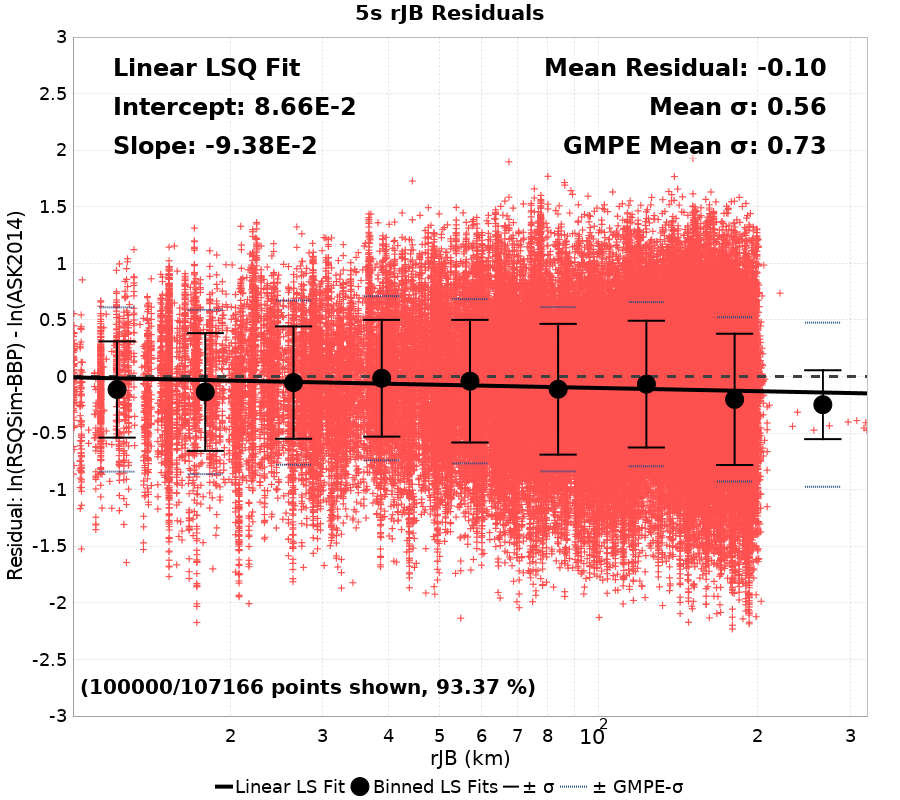 5s rJB Residuals
Linear LSQ Fit
Intercept: 8.66E-2
Slope: -9.38E-2
Mean Residual: -0.10
Mean σ: 0.56
GMPE Mean σ: 0.73
Residual: ln(RSQSim-BBP) - ln(ASK2014)
3
2.5
2
1.5
1
0.5
0
-0.5
-1
-1.5
-2
-2.5
-3
(100000/107166 points shown, 93.37 %)
2 3 4 5 6 7 8 10² 2 3
rJB (km)
Linear LS Fit Binned LS Fits ± σ ± GMPE-σ